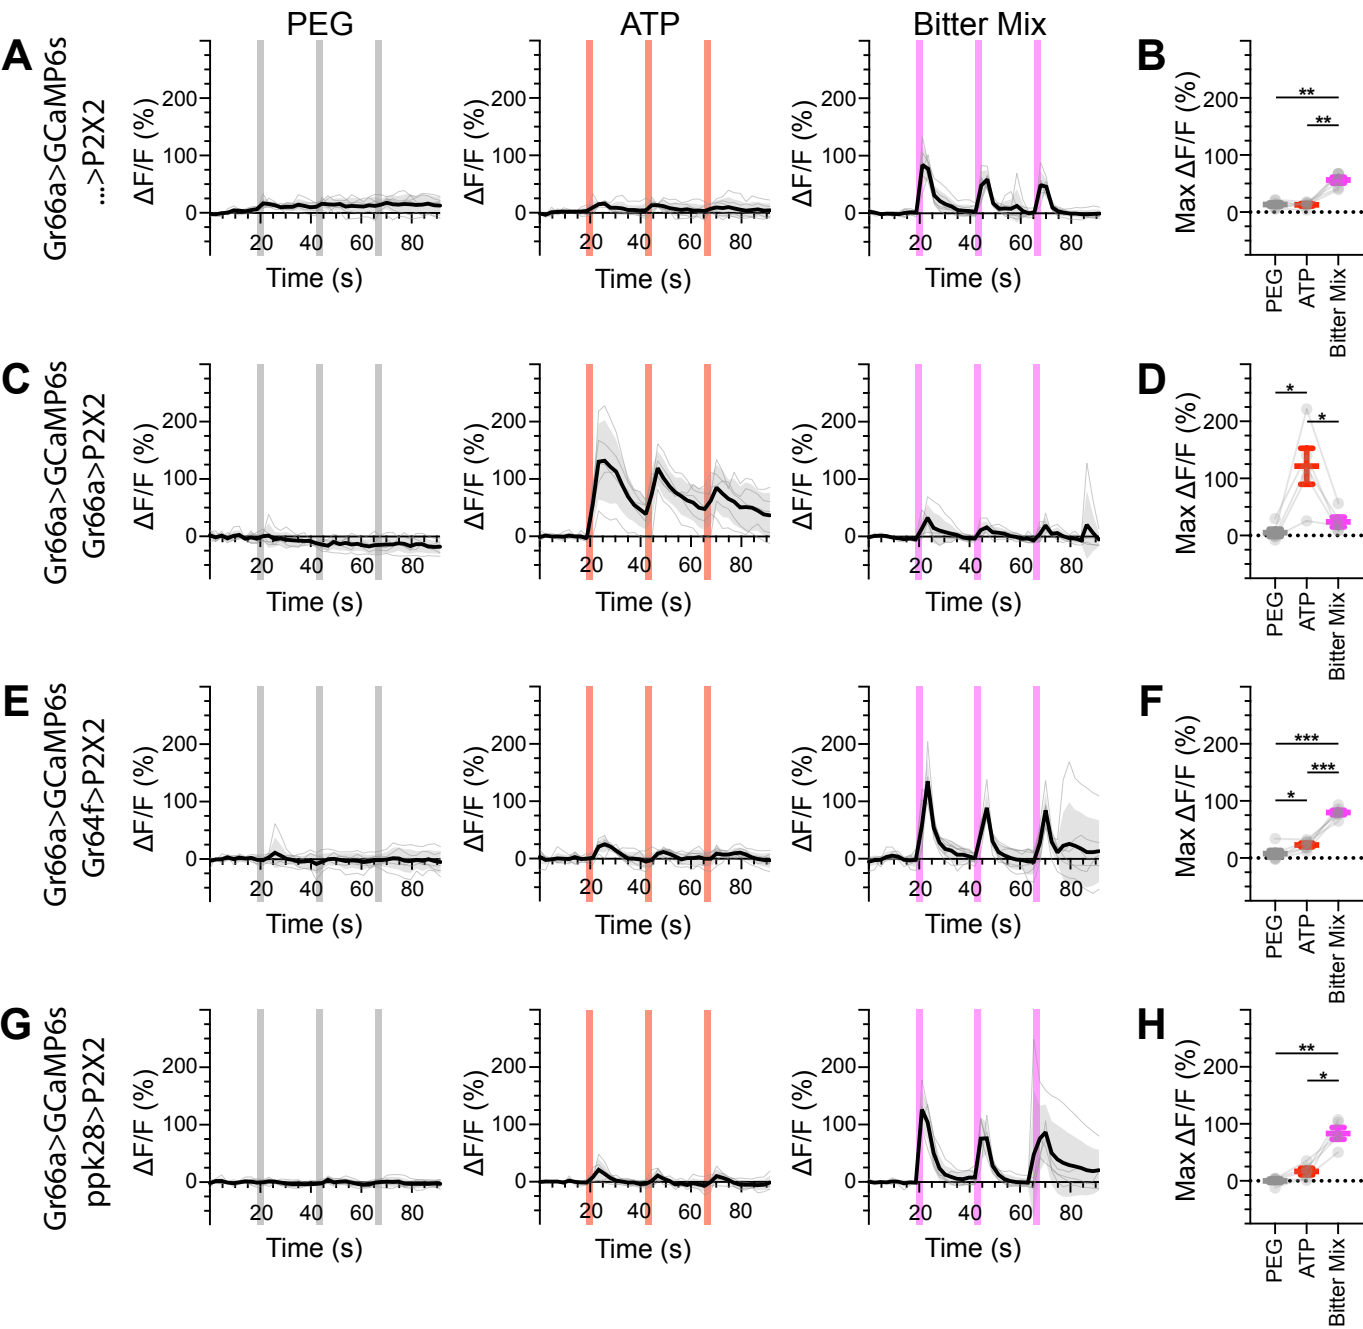 PEG ATP Bitter Mix
A
Gr66a>GCaMP6s
...>P2X2
ΔF/F (%)
200
100
0
20 40 60 80
Time (s)
ΔF/F (%)
200
100
0
20 40 60 80
Time (s)
ΔF/F (%)
200
100
0
20 40 60 80
Time (s)
B
Max ΔF/F (%)
200
100
0
**
**
PEG
ATP
Bitter Mix
C
Gr66a>GCaMP6s
Gr66a>P2X2
ΔF/F (%)
200
100
0
20 40 60 80
Time (s)
ΔF/F (%)
200
100
0
20 40 60 80
Time (s)
ΔF/F (%)
200
100
0
20 40 60 80
Time (s)
D
Max ΔF/F (%)
200
100
0
*
*
PEG
ATP
Bitter Mix
E
Gr66a>GCaMP6s
Gr64f>P2X2
ΔF/F (%)
200
100
0
20 40 60 80
Time (s)
ΔF/F (%)
200
100
0
20 40 60 80
Time (s)
ΔF/F (%)
200
100
0
20 40 60 80
Time (s)
F
Max ΔF/F (%)
200
100
0
***
***
*
PEG
ATP
Bitter Mix
G
Gr66a>GCaMP6s
ppk28>P2X2
ΔF/F (%)
200
100
0
20 40 60 80
Time (s)
ΔF/F (%)
200
100
0
20 40 60 80
Time (s)
ΔF/F (%)
200
100
0
20 40 60 80
Time (s)
H
Max ΔF/F (%)
200
100
0
**
*
PEG
ATP
Bitter Mix